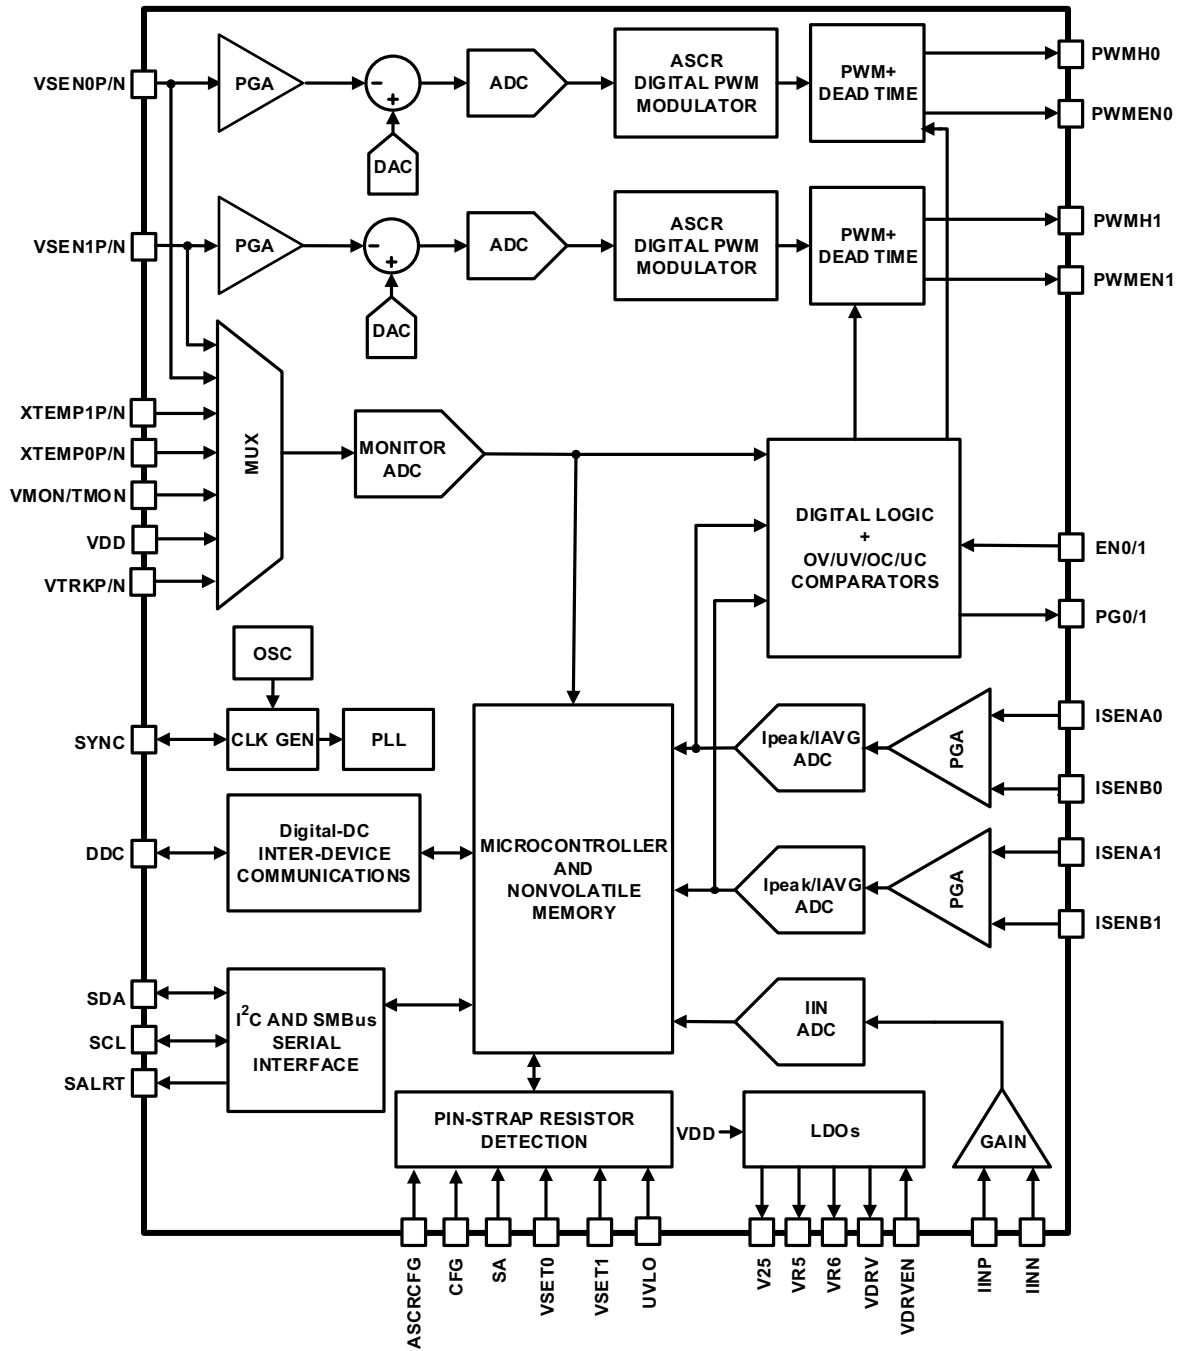 VSEN0P/N
PGA
−
+
DAC
ADC
ASCR
DIGITAL PWM
MODULATOR
PWM+
DEAD TIME
PWMH0
PWMEN0
VSEN1P/N
PGA
−
+
DAC
ADC
ASCR
DIGITAL PWM
MODULATOR
PWM+
DEAD TIME
PWMH1
PWMEN1
XTEMP1P/N
XTEMP0P/N
VMON/TMON
VDD
VTRKP/N
MUX
MONITOR
ADC
DIGITAL LOGIC
+
OV/UV/OC/UC
COMPARATORS
EN0/1
PG0/1
OSC
SYNC
CLK GEN
PLL
DDC
Digital-DC
INTER-DEVICE
COMMUNICATIONS
MICROCONTROLLER
AND
NONVOLATILE
MEMORY
Ipeak/IAVG
ADC
PGA
ISENA0
ISENB0
Ipeak/IAVG
ADC
PGA
ISENA1
ISENB1
SDA
SCL
SALRT
I2C AND SMBus
SERIAL
INTERFACE
IIN
ADC
GAIN
PIN-STRAP RESISTOR
DETECTION
VDD
LDOs
ASCRCFG
CFG
SA
VSET0
VSET1
UVLO
V25
VR5
VR6
VDRV
VDRVEN
IINP
IINN